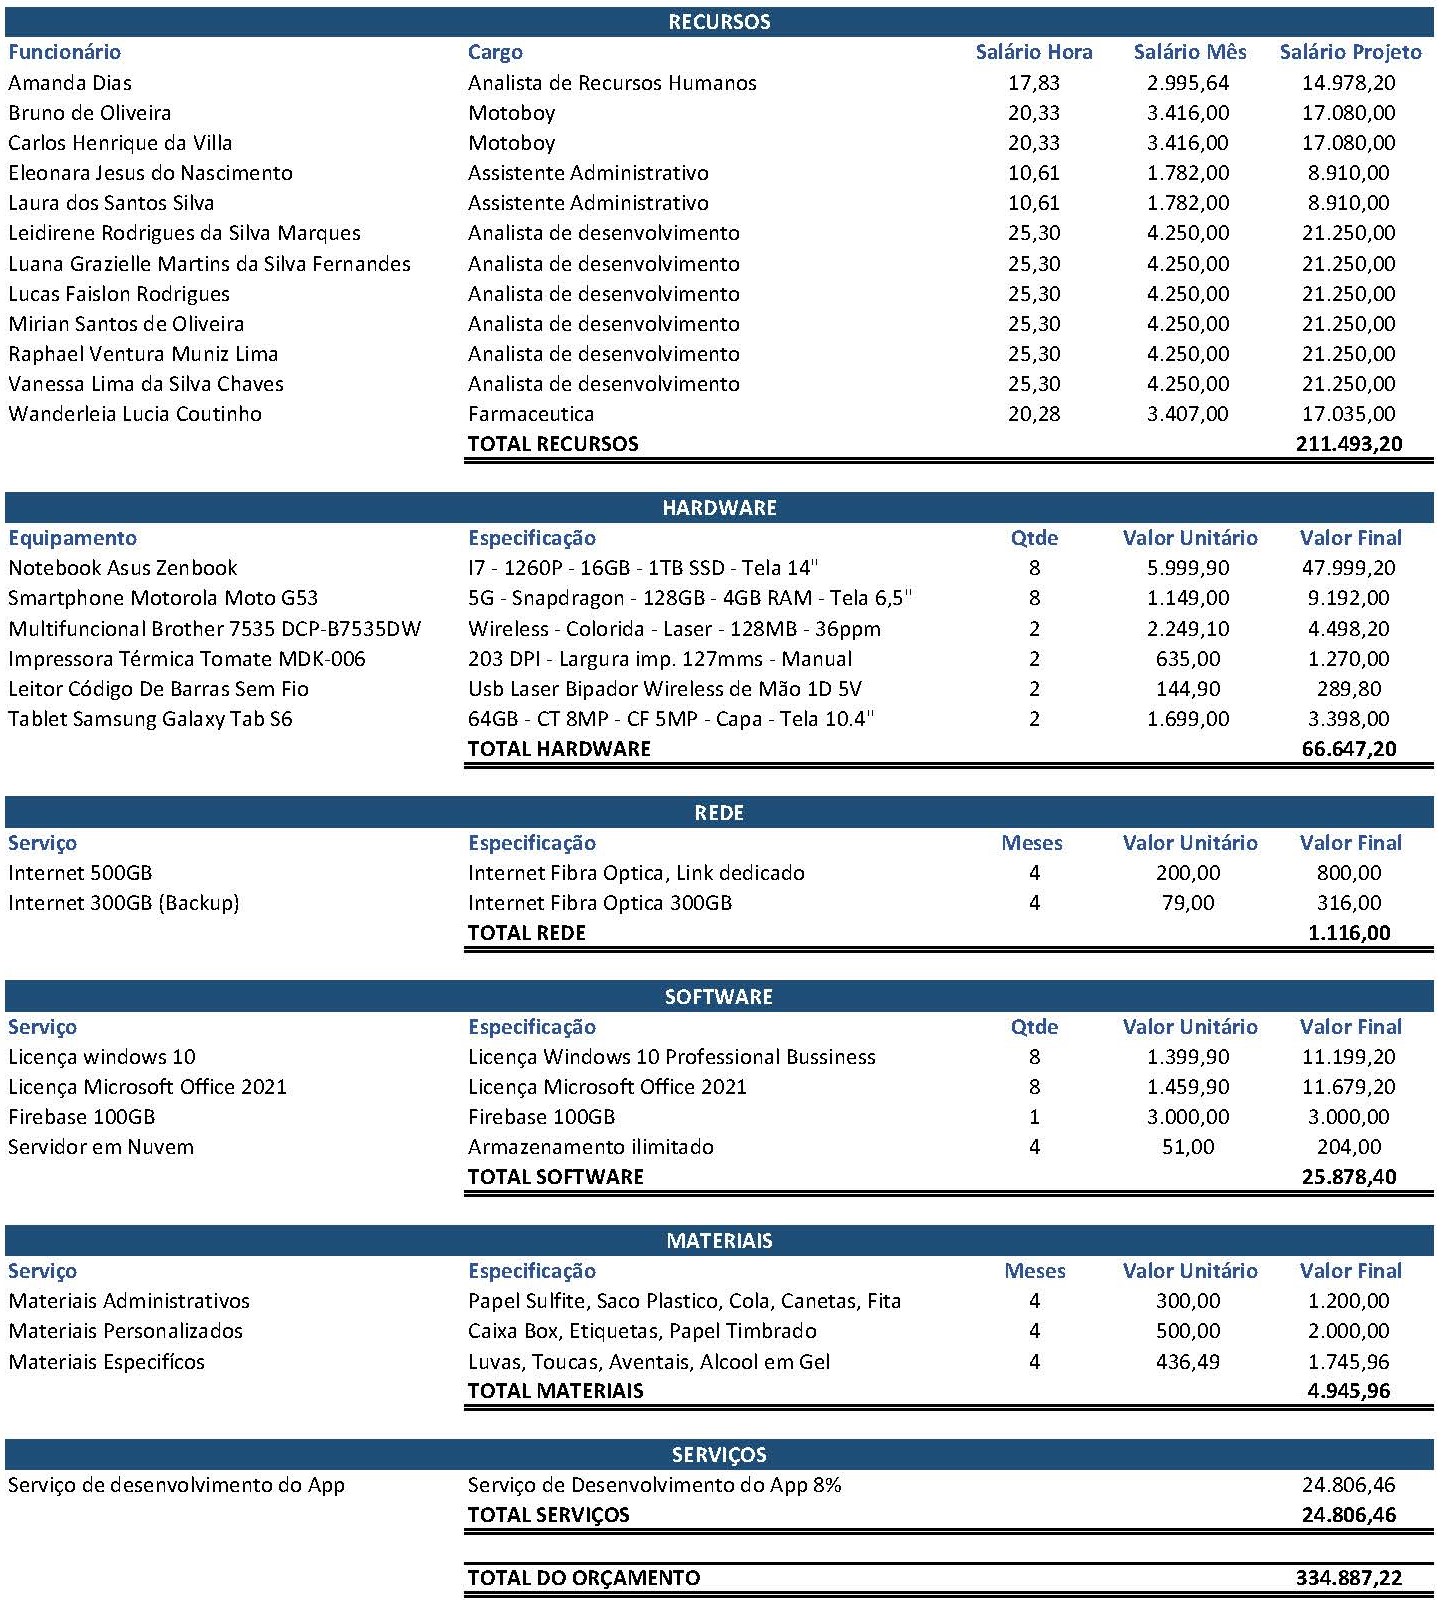 RECURSOS
Funcionário Cargo Salário Hora Salário Mês Salário Projeto
Amanda Dias Analista de Recursos Humanos 17,83 2.995,64 14.978,20
Bruno de Oliveira Motoboy 20,33 3.416,00 17.080,00
Carlos Henrique da Villa Motoboy 20,33 3.416,00 17.080,00
Eleonara Jesus do Nascimento Assistente Administrativo 10,61 1.782,00 8.910,00
Laura dos Santos Silva Assistente Administrativo 10,61 1.782,00 8.910,00
Leidirene Rodrigues da Silva Marques Analista de desenvolvimento 25,30 4.250,00 21.250,00
Luana Grazielle Martins da Silva Fernandes Analista de desenvolvimento 25,30 4.250,00 21.250,00
Lucas Faislon Rodrigues Analista de desenvolvimento 25,30 4.250,00 21.250,00
Mirian Santos de Oliveira Analista de desenvolvimento 25,30 4.250,00 21.250,00
Raphael Ventura Muniz Lima Analista de desenvolvimento 25,30 4.250,00 21.250,00
Vanessa Lima da Silva Chaves Analista de desenvolvimento 25,30 4.250,00 21.250,00
Wanderleia Lucia Coutinho Farmaceutica 20,28 3.407,00 17.035,00
TOTAL RECURSOS 211.493,20
HARDWARE
Equipamento Especificação Qtde Valor Unitário Valor Final
Notebook Asus Zenbook I7 - 1260P - 16GB - 1TB SSD - Tela 14" 8 5.999,90 47.999,20
Smartphone Motorola Moto G53 5G - Snapdragon - 128GB - 4GB RAM - Tela 6,5" 8 1.149,00 9.192,00
Multifuncional Brother 7535 DCP-B7535DW Wireless - Colorida - Laser - 128MB - 36ppm 2 2.249,10 4.498,20
Impressora Térmica Tomate MDK-006 203 DPI - Largura imp. 127mms - Manual 2 635,00 1.270,00
Leitor Código De Barras Sem Fio Usb Laser Bipador Wireless de Mão 1D 5V 2 144,90 289,80
Tablet Samsung Galaxy Tab S6 64GB - CT 8MP - CF 5MP - Capa - Tela 10.4" 2 1.699,00 3.398,00
TOTAL HARDWARE 66.647,20
REDE
Serviço Especificação Meses Valor Unitário Valor Final
Internet 500GB Internet Fibra Optica, Link dedicado 4 200,00 800,00
Internet 300GB (Backup) Internet Fibra Optica 300GB 4 79,00 316,00
TOTAL REDE 1.116,00
SOFTWARE
Serviço Especificação Qtde Valor Unitário Valor Final
Licença windows 10 Licença Windows 10 Professional Bussiness 8 1.399,90 11.199,20
Licença Microsoft Office 2021 Licença Microsoft Office 2021 8 1.459,90 11.679,20
Firebase 100GB Firebase 100GB 1 3.000,00 3.000,00
Servidor em Nuvem Armazenamento ilimitado 4 51,00 204,00
TOTAL SOFTWARE 25.878,40
MATERIAIS
Serviço Especificação Meses Valor Unitário Valor Final
Materiais Administrativos Papel Sulfite, Saco Plastico, Cola, Canetas, Fita 4 300,00 1.200,00
Materiais Personalizados Caixa Box, Etiquetas, Papel Timbrado 4 500,00 2.000,00
Materiais Especifícos Luvas, Toucas, Aventais, Alcool em Gel 4 436,49 1.745,96
TOTAL MATERIAIS 4.945,96
SERVIÇOS
Serviço de desenvolvimento do App Serviço de Desenvolvimento do App 8% 24.806,46
TOTAL SERVIÇOS 24.806,46
TOTAL DO ORÇAMENTO 334.887,22